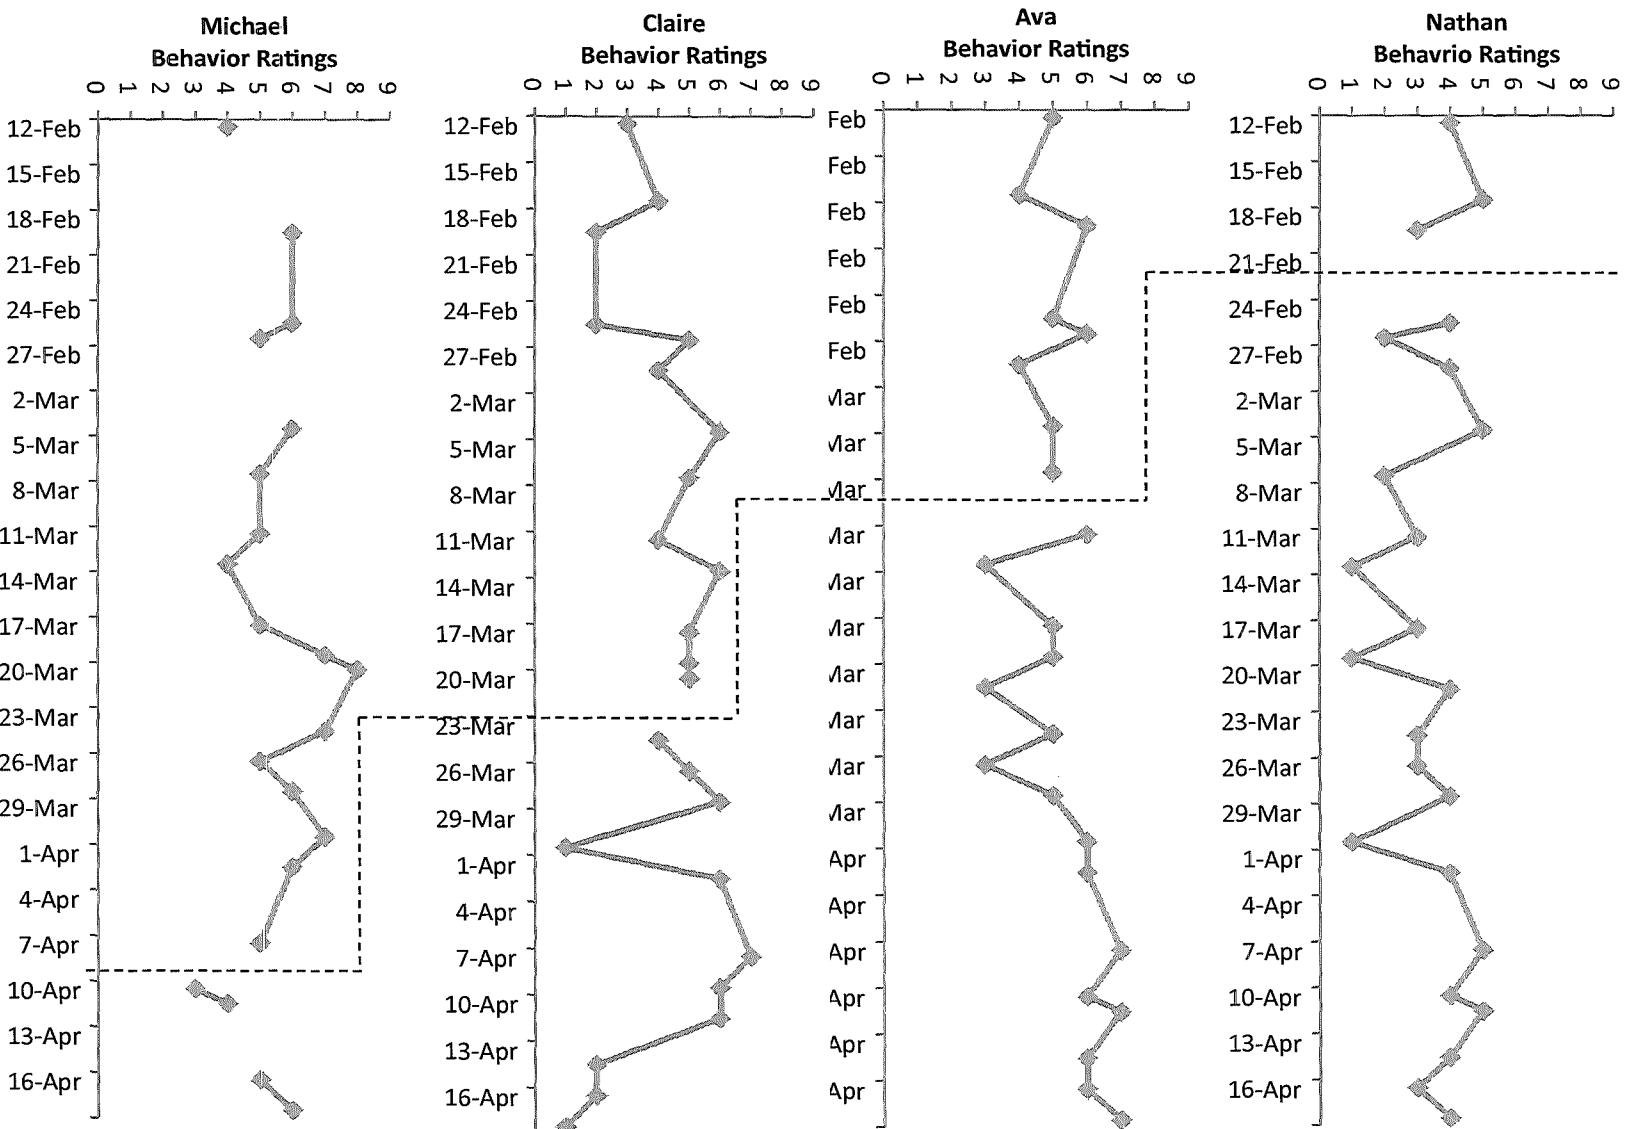 Michael
Behavior Ratings
0 1 2 3 4 5 6 7 8 9
12-Feb
15-Feb
18-Feb
21-Feb
24-Feb
27-Feb
2-Mar
5-Mar
8-Mar
11-Mar
14-Mar
17-Mar
20-Mar
23-Mar
26-Mar
29-Mar
1-Apr
4-Apr
7-Apr
10-Apr
13-Apr
16-Apr
Claire
Behavior Ratings
0 1 2 3 4 5 6 7 8 9
12-Feb
15-Feb
18-Feb
21-Feb
24-Feb
27-Feb
2-Mar
5-Mar
8-Mar
11-Mar
14-Mar
17-Mar
20-Mar
23-Mar
26-Mar
29-Mar
1-Apr
4-Apr
7-Apr
10-Apr
13-Apr
16-Apr
Ava
Behavior Ratings
0 1 2 3 4 5 6 7 8 9
Feb
Feb
Feb
Feb
Feb
Feb
Mar
Mar
Mar
Mar
Mar
Mar
Mar
Mar
Mar
Mar
Apr
Apr
Apr
Apr
Apr
Apr
Nathan
Behavrio Ratings
0 1 2 3 4 5 6 7 8 9
12-Feb
15-Feb
18-Feb
21-Feb
24-Feb
27-Feb
2-Mar
5-Mar
8-Mar
11-Mar
14-Mar
17-Mar
20-Mar
23-Mar
26-Mar
29-Mar
1-Apr
4-Apr
7-Apr
10-Apr
13-Apr
16-Apr